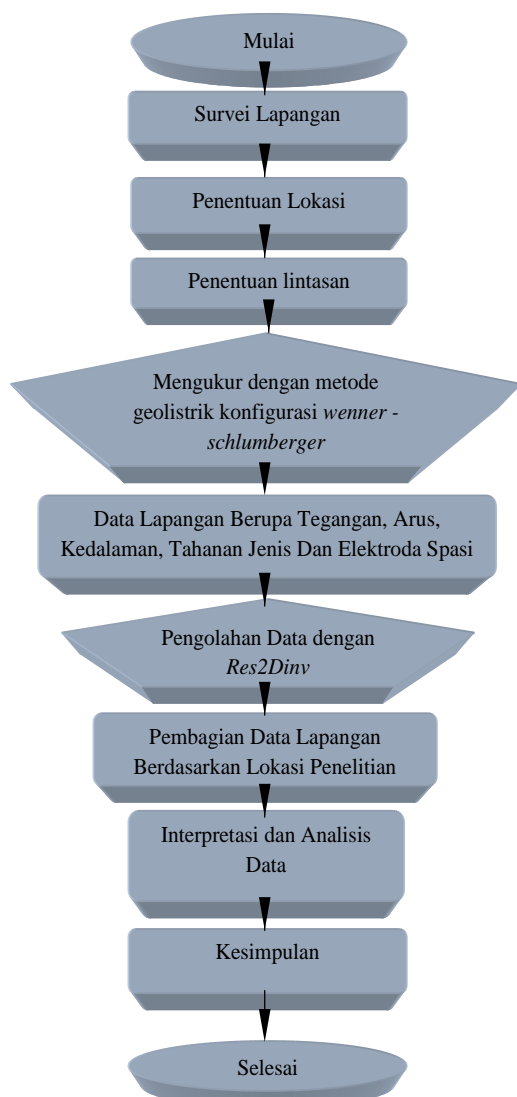 Mulai
Survei Lapangan
Penentuan Lokasi
Penentuan lintasan
Mengukur dengan metode
geolistrik konfigurasi wenner -
schlumberger
Data Lapangan Berupa Tegangan, Arus,
Kedalaman, Tahanan Jenis Dan Elektroda Spasi
Pengolahan Data dengan
Res2Dinv
Pembagian Data Lapangan
Berdasarkan Lokasi Penelitian
Interpretasi dan Analisis
Data
Kesimpulan
Selesai